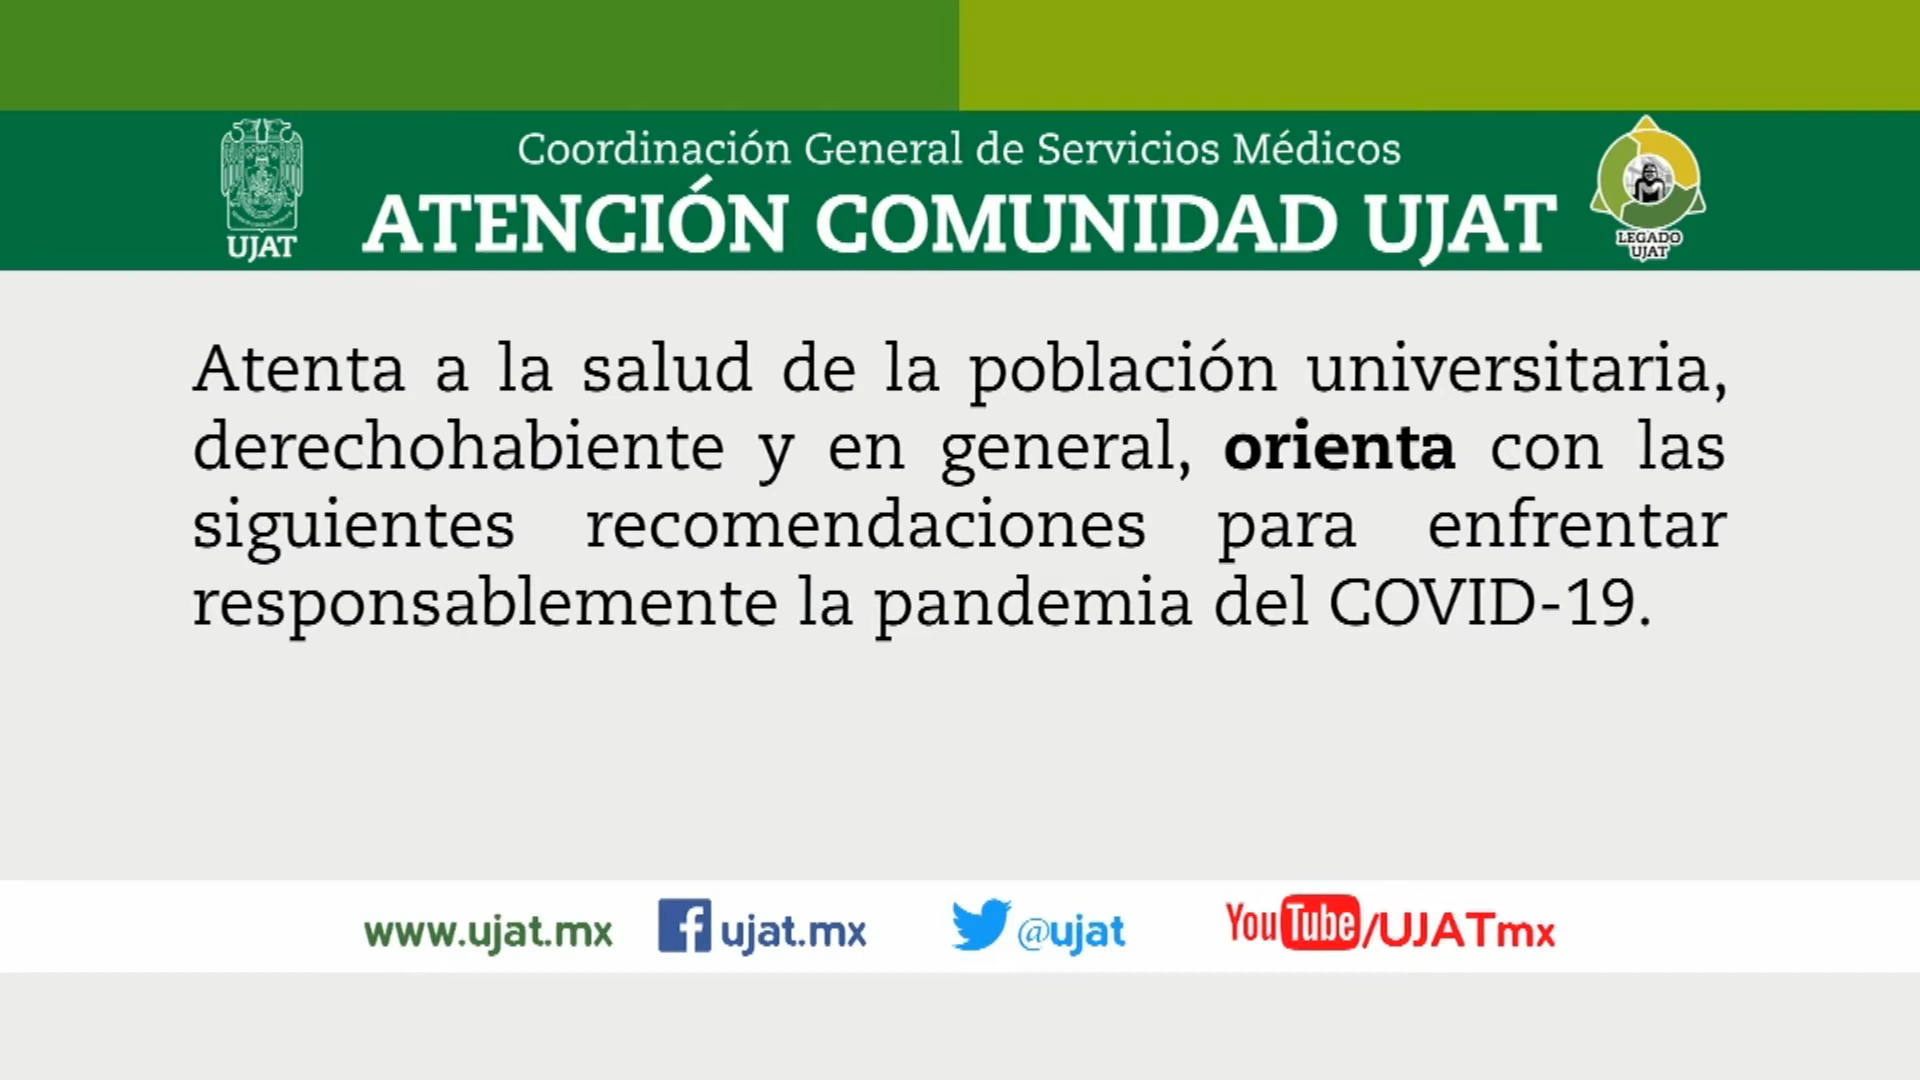 Coordinación General de Servicios Médicos
ATENCIÓN COMUNIDAD UJAT
UJAT
LEGADO
UJAT
Atenta a la salud de la población universitaria,
derechohabiente y en general, orienta con las
siguientes recomendaciones para enfrentar
responsablemente la pandemia del COVID-19.
www.ujat.mx
ujat.mx
@ujat
YouTube/UJATmx